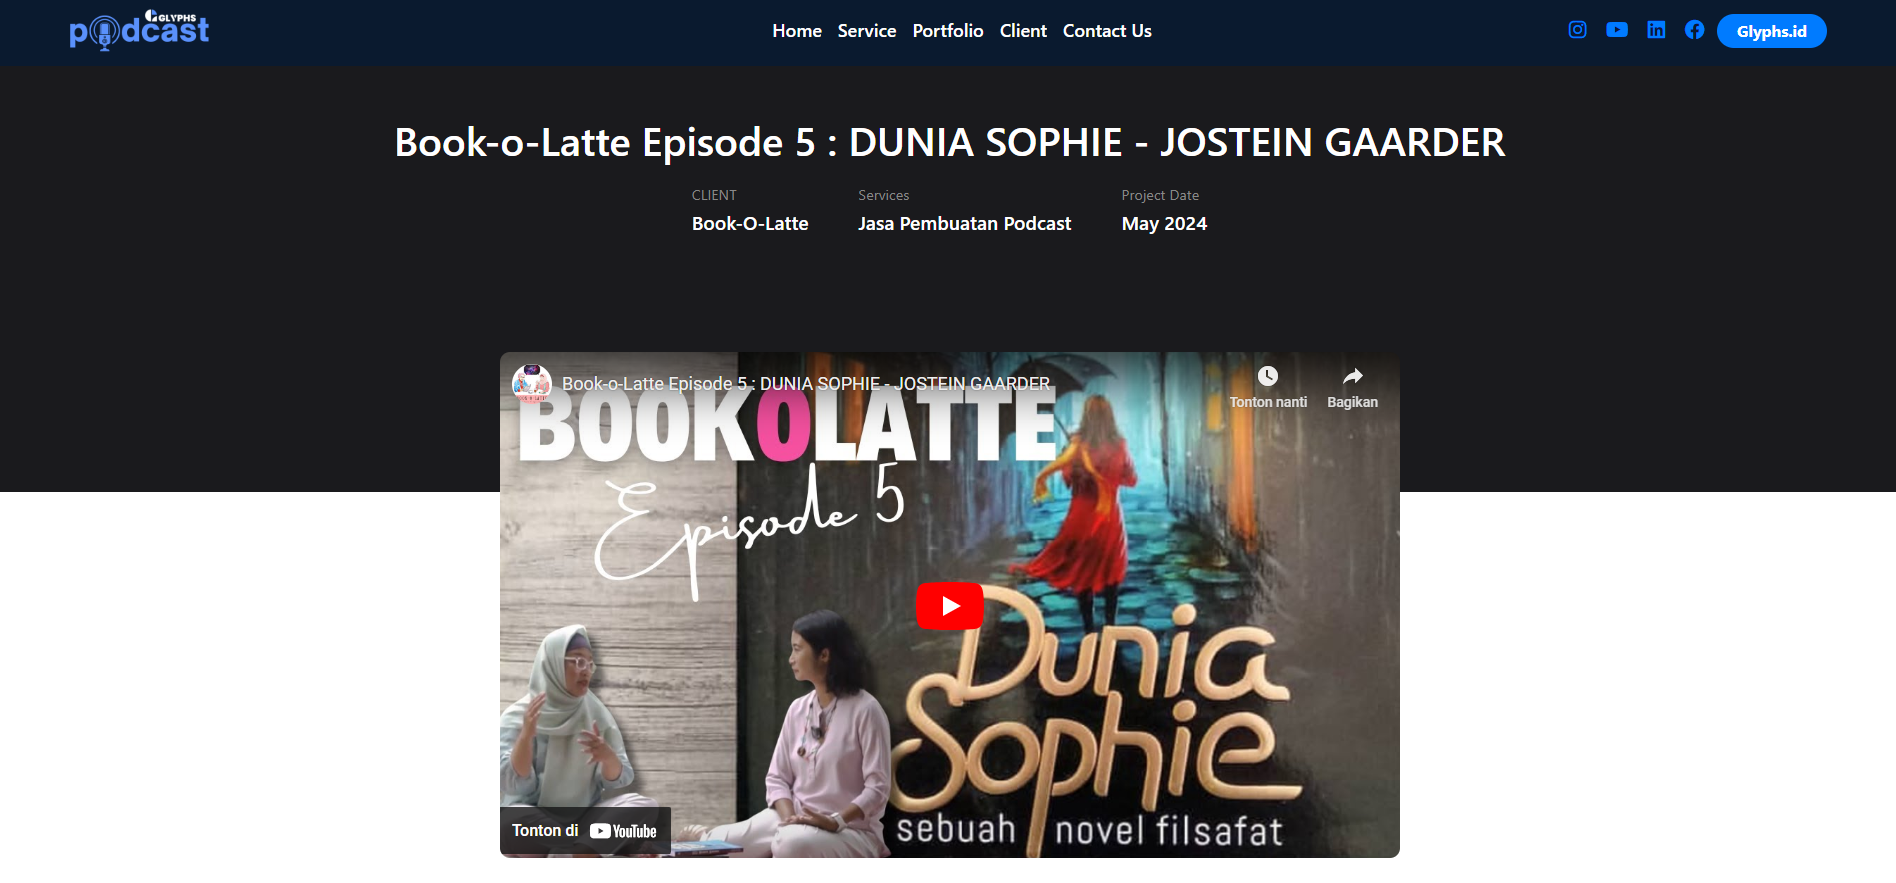 GLYPHS
podcast
Home Service Portfolio Client Contact Us
Glyphs.id
Book-o-Latte Episode 5 : DUNIA SOPHIE - JOSTEIN GAARDER
CLIENT Services Project Date
Book-O-Latte Jasa Pembuatan Podcast May 2024
Book-o-Latte Episode 5 : DUNIA SOPHIE - JOSTEIN GAARDER
Tonton nanti Bagikan
BOOKOLATTE
Episode 5
Dunia
Sophie
sebuah novel filsafat
Tonton di YouTube